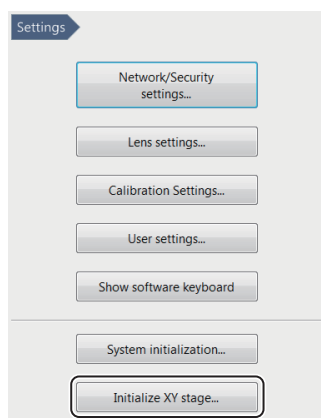 Settings
Network/Security
settings...
Lens settings...
Calibration Settings...
User settings...
Show software keyboard
System initialization...
Initialize XY stage...